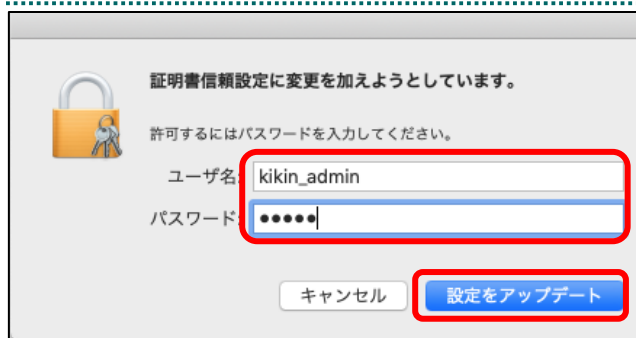 証明書信頼設定に変更を加えようとしています。
許可するにはパスワードを入力してください。
ユーザ名: kikin_admin
パスワード: •••••
キャンセル 設定をアップデート